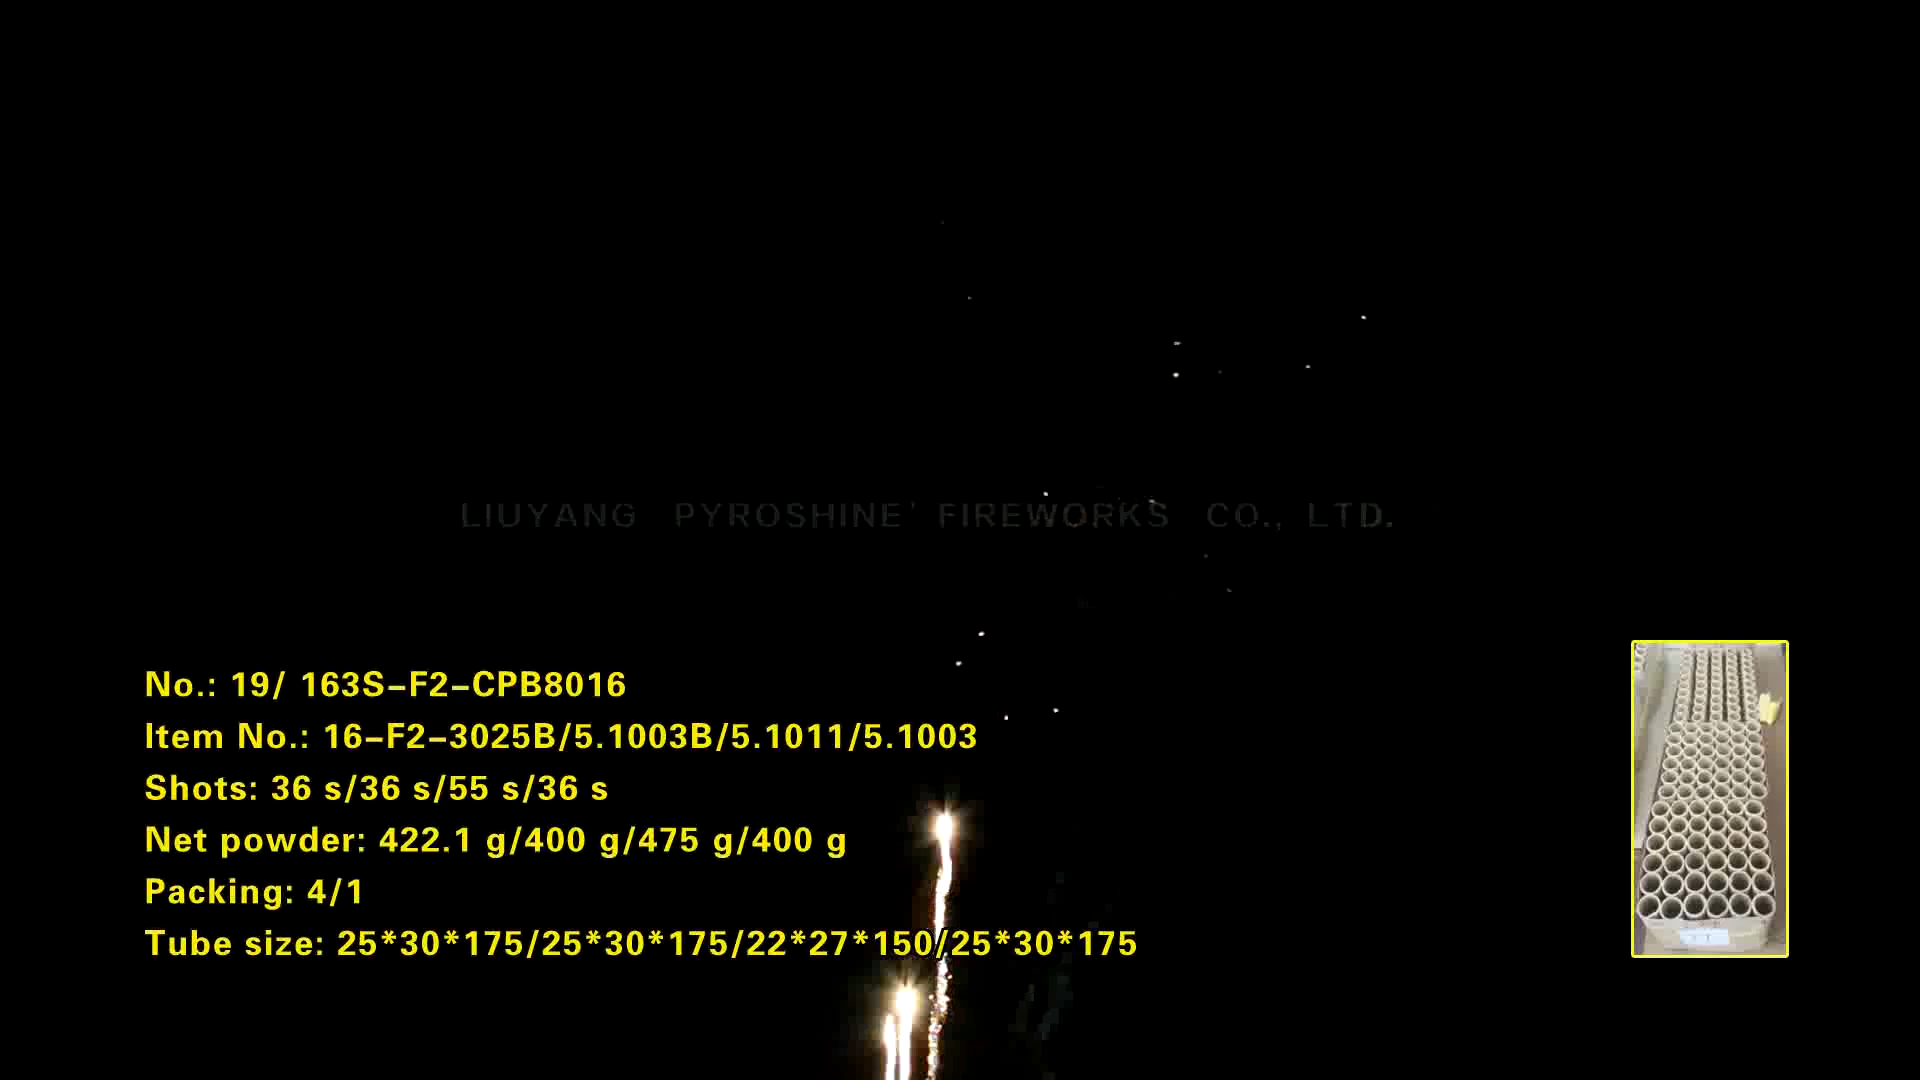 LIUYANG PYROSHINE' FIREWORKS CO., LTD.
No.: 19/ 163S-F2-CPB8016
Item No.: 16-F2-3025B/5.1003B/5.1011/5.1003
Shots: 36 s/36 s/55 s/36 s
Net powder: 422.1 g/400 g/475 g/400 g
Packing: 4/1
Tube size: 25*30*175/25*30*175/22*27*150/25*30*175